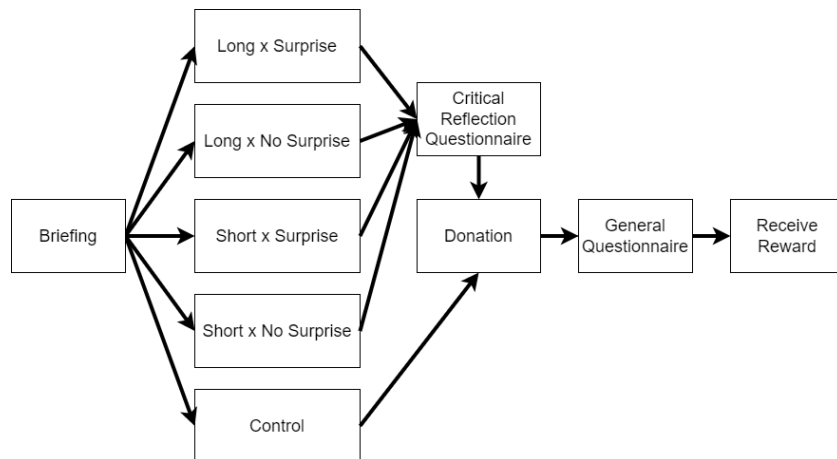 Long x Surprise
Long x No Surprise
Critical
Reflection
Questionnaire
Briefing
Short x Surprise
Donation
General
Questionnaire
Receive
Reward
Short x No Surprise
Control